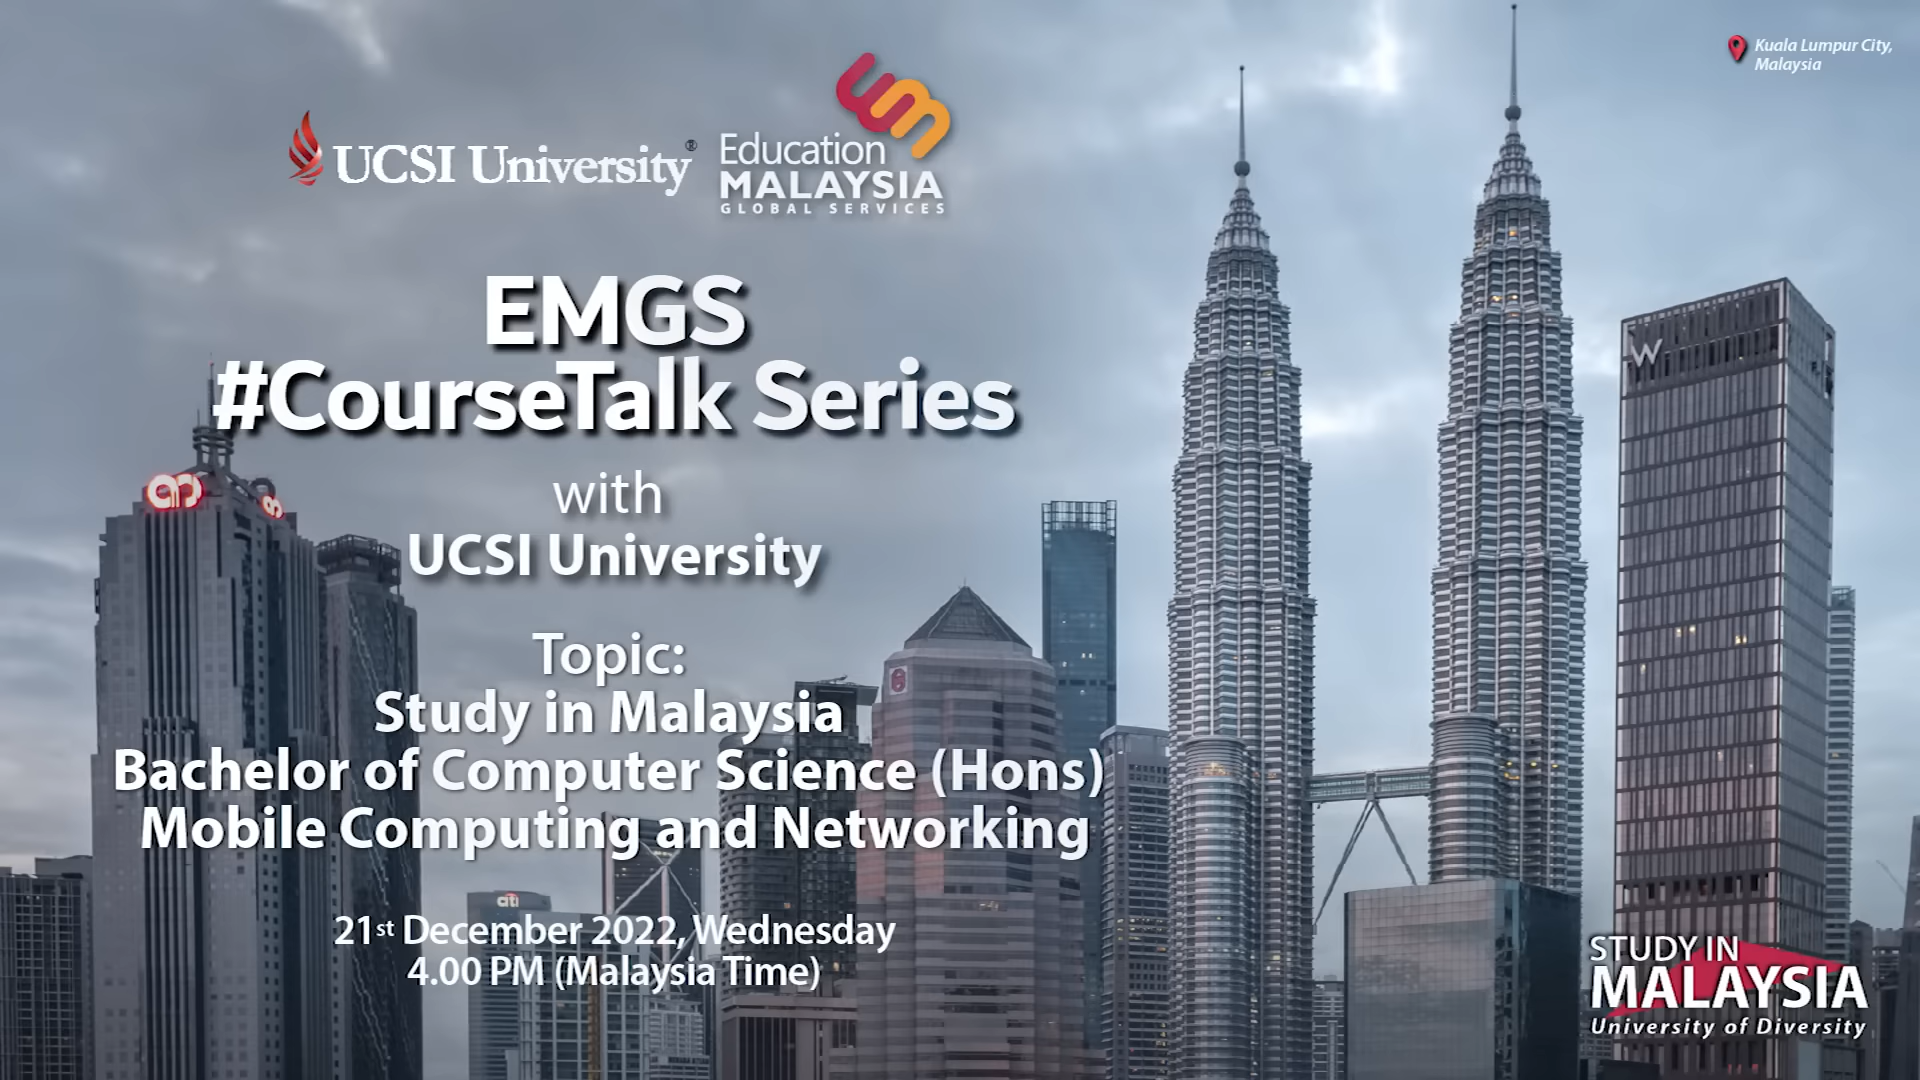 Kuala Lumpur City,
Malaysia
UCSI University®
Education
MALAYSIA
GLOBAL SERVICES
EMGS
#CourseTalk Series
with
UCSI University
Topic:
Study in Malaysia
Bachelor of Computer Science (Hons)
Mobile Computing and Networking
21st December 2022, Wednesday
4.00 PM (Malaysia Time)
W
citi
STUDY IN
MALAYSIA
University of Diversity